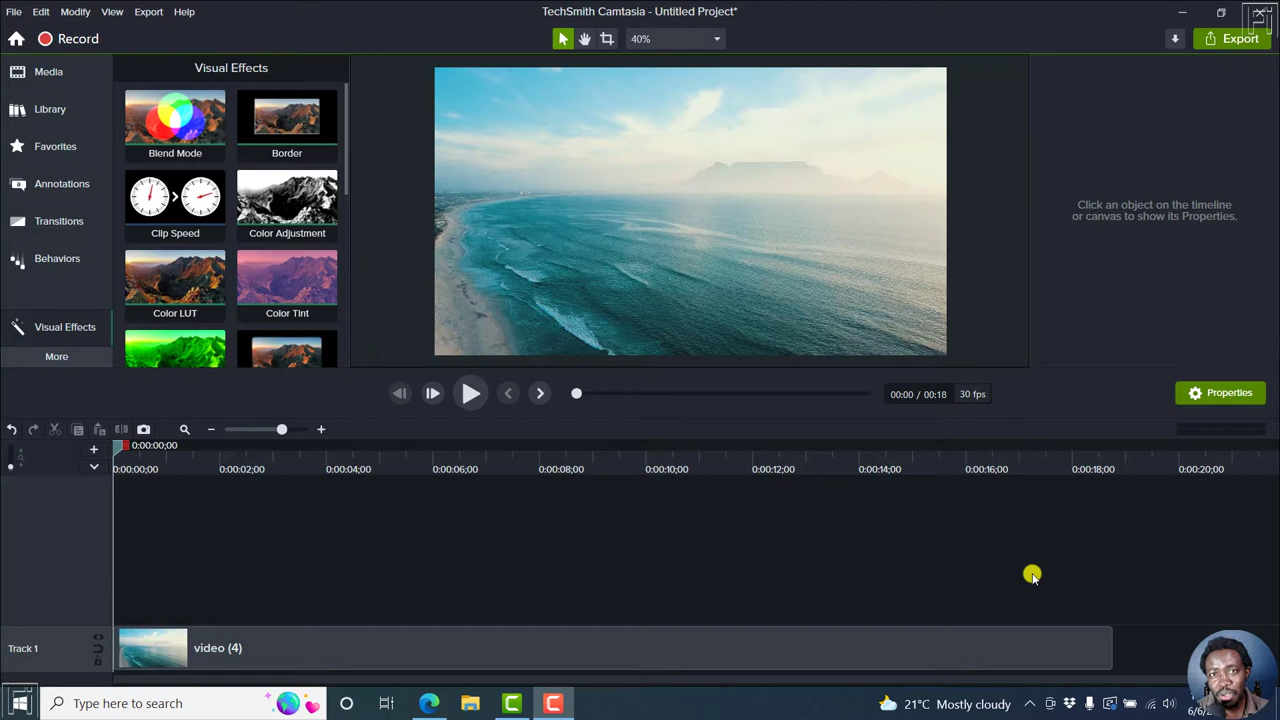 File Edit Modify View Export Help
TechSmith Camtasia - Untitled Project*
Record
40%
Export
Media
Library
Favorites
Annotations
Transitions
Behaviors
Visual Effects
More
Visual Effects
Blend Mode
Border
Clip Speed
Color Adjustment
Color LUT
Color Tint
Click an object on the timeline
or canvas to show its Properties.
00:00 / 00:18
30 fps
Properties
0:00:00;00
0:00:00;00 0:00:02;00 0:00:04;00 0:00:06;00 0:00:08;00 0:00:10;00 0:00:12;00 0:00:14;00 0:00:16;00 0:00:18;00 0:00:20;00
Track 1
video (4)
Type here to search
21°C Mostly cloudy